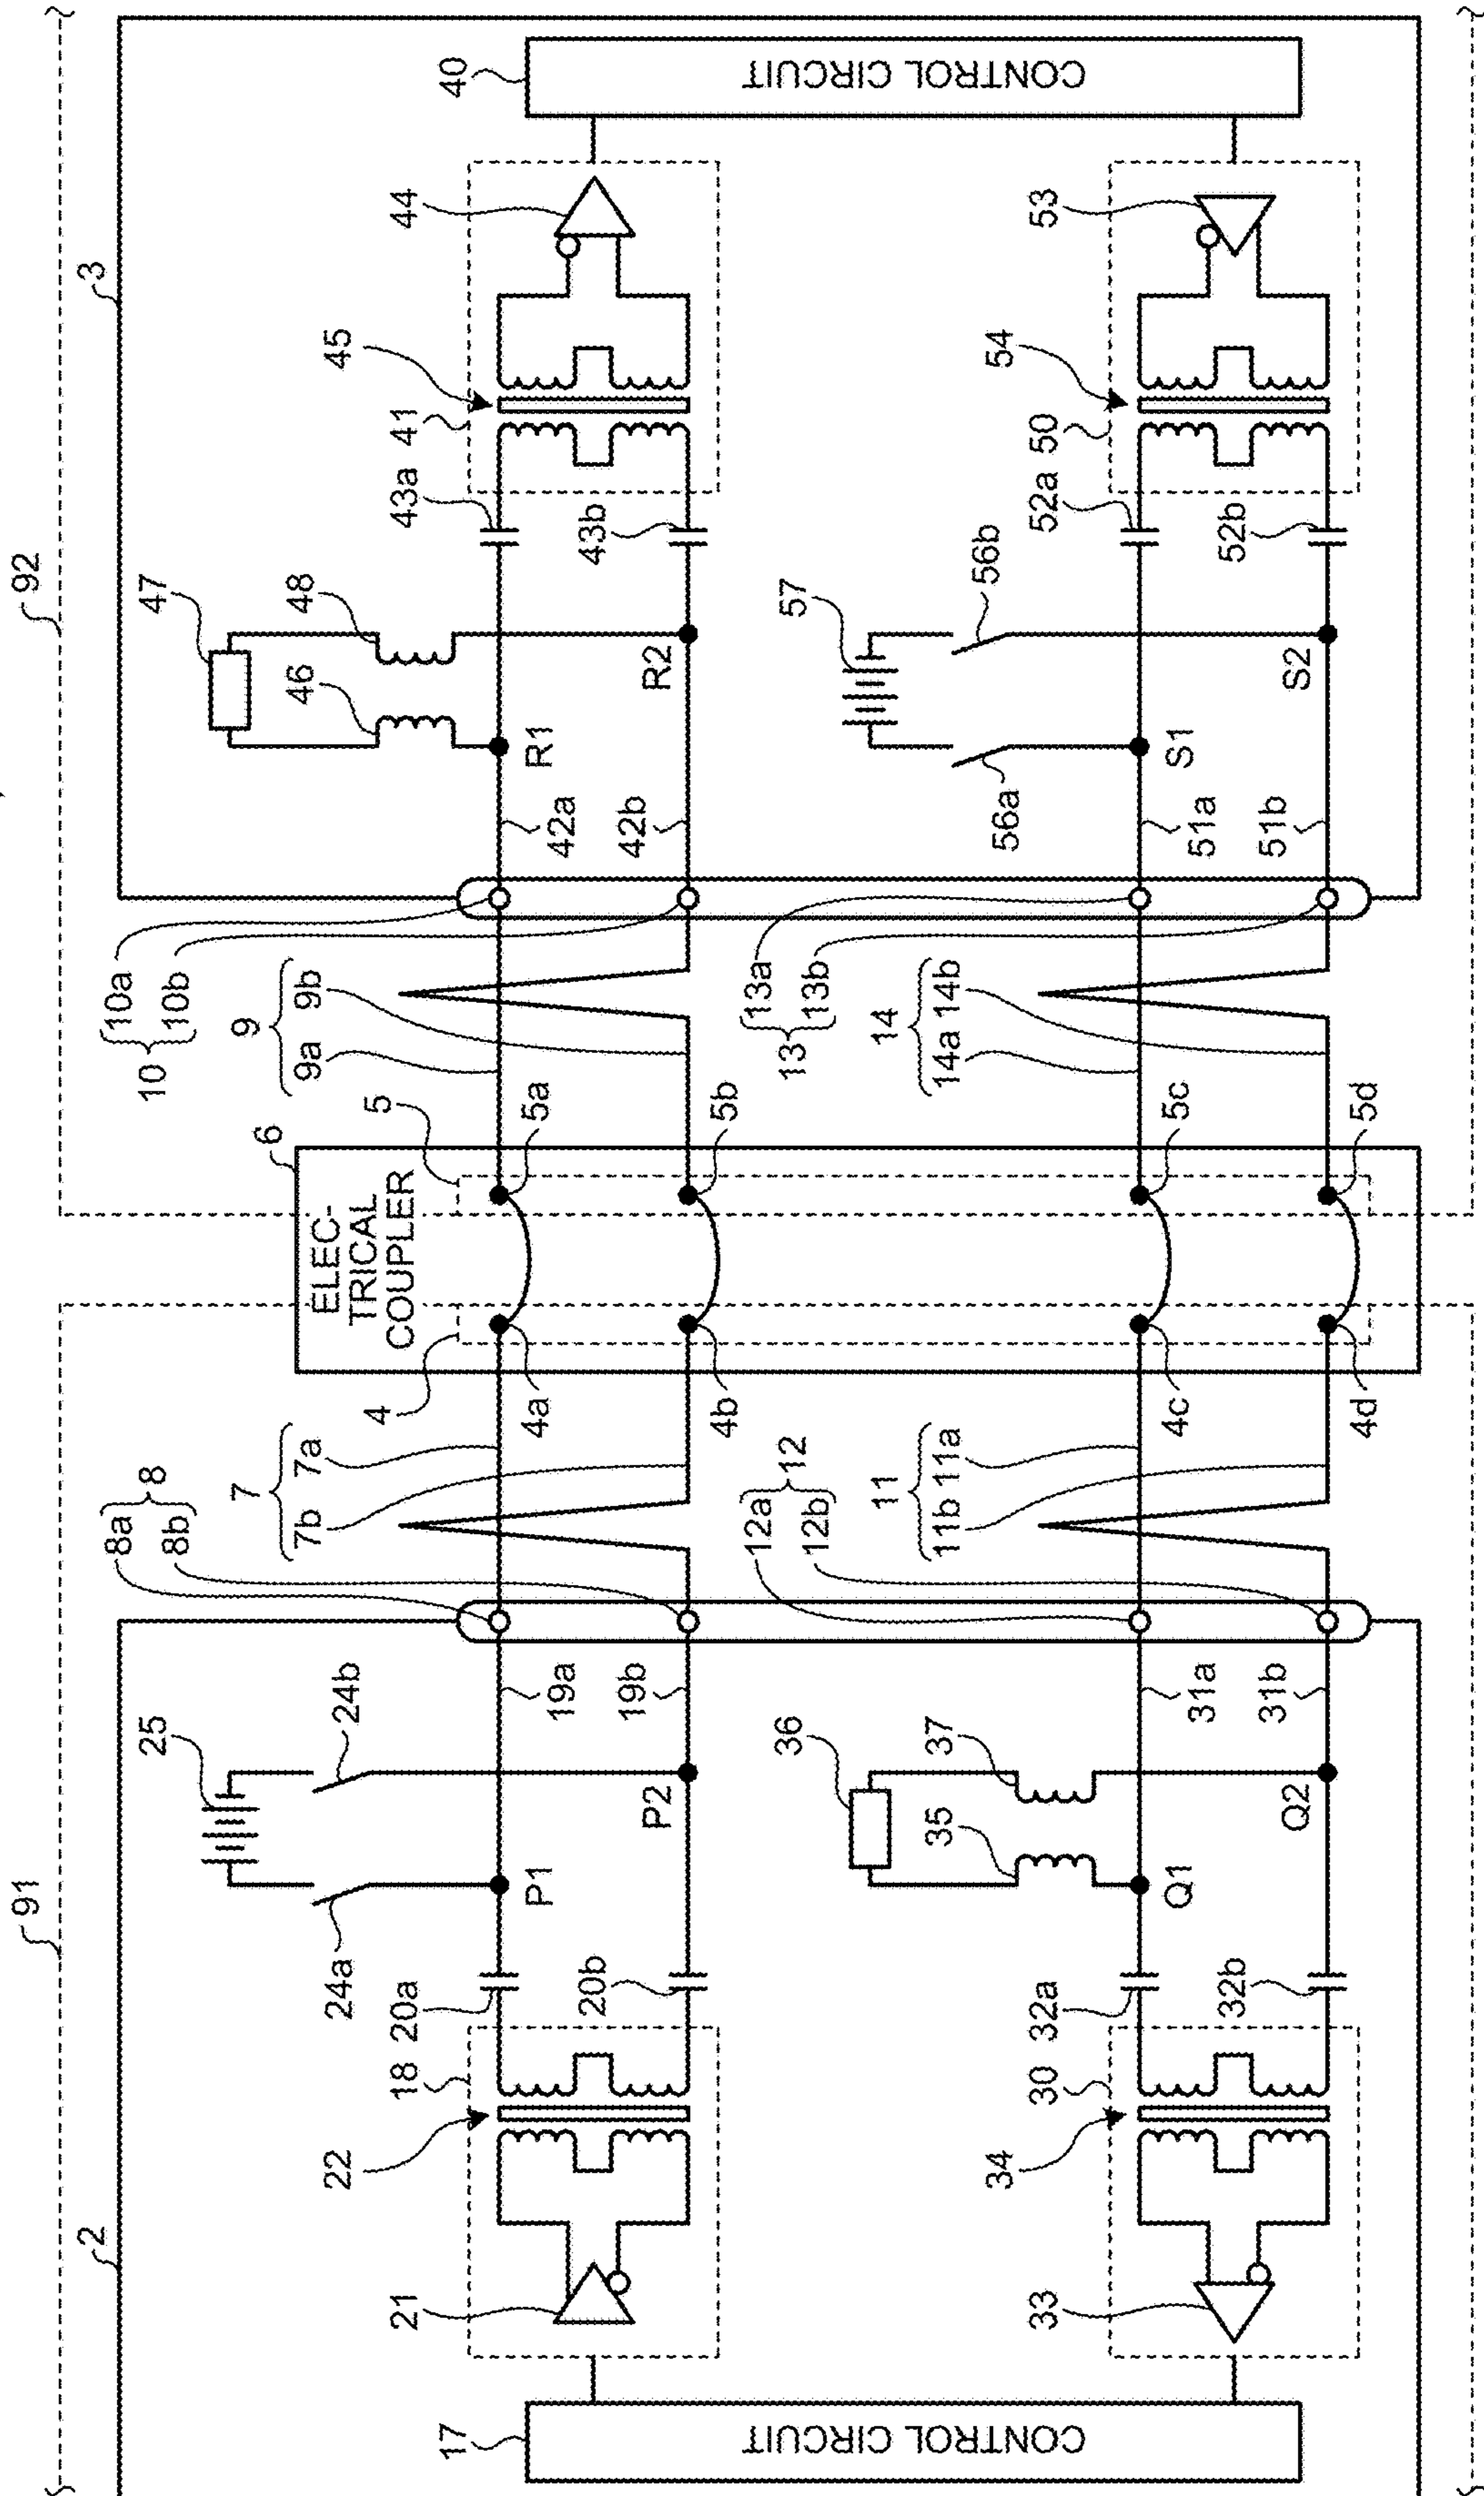 91
92
2
3
17
CONTROL CIRCUIT
21
22
18
20a
20b
24a
24b
25
P1
P2
19a
19b
8a
8b
8
7
7a
7b
4
4a
4b
6
ELEC-
TRICAL
COUPLER
5
5a
5b
9
9a
9b
10
10a
10b
42a
42b
R1
R2
46
47
48
43a
43b
41
45
44
40
CONTROL CIRCUIT
33
34
30
32a
32b
35
36
37
Q1
Q2
31a
31b
12a
12b
12
11
11b 11a
4c
4d
5c
5d
14
14a 14b
13
13a
13b
51a
51b
S1
S2
56a
56b
57
52a
52b
50
54
53